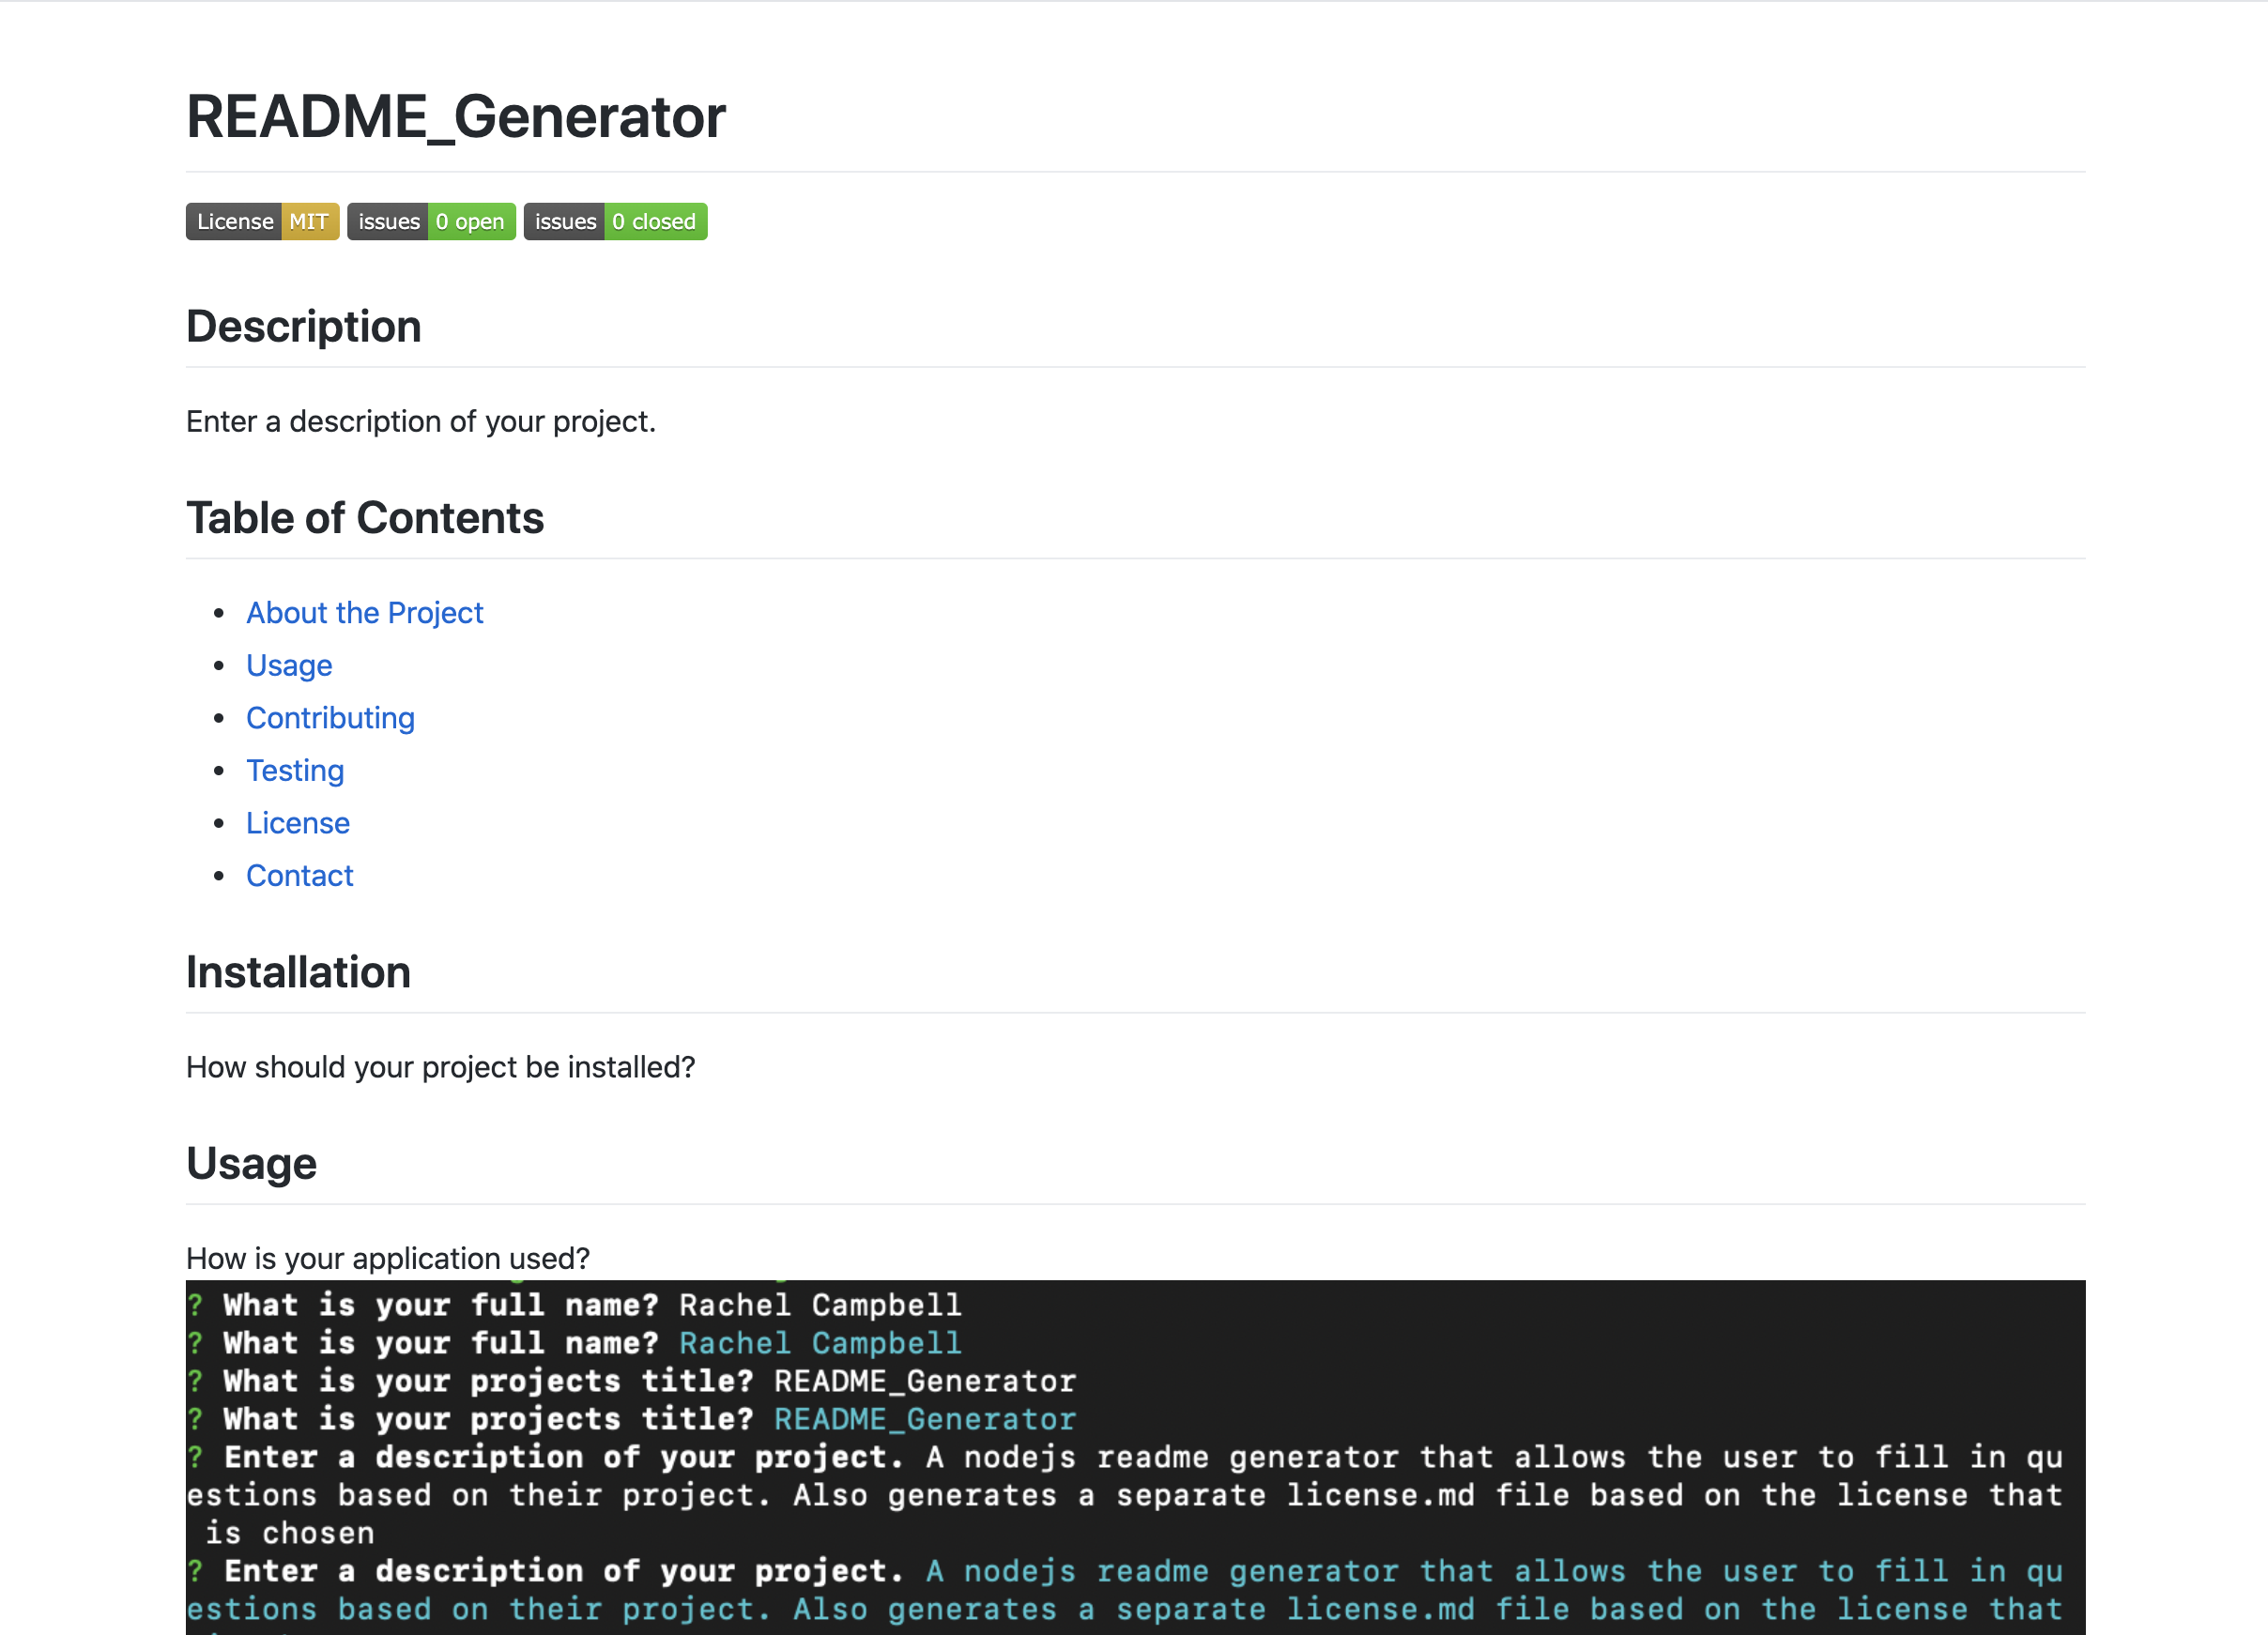 README_Generator
License MIT issues 0 open issues 0 closed
Description
Enter a description of your project.
Table of Contents
About the Project
Usage
Contributing
Testing
License
Contact
Installation
How should your project be installed?
Usage
How is your application used?
? What is your full name? Rachel Campbell
? What is your full name? Rachel Campbell
? What is your projects title? README_Generator
? What is your projects title? README_Generator
? Enter a description of your project. A nodejs readme generator that allows the user to fill in qu
estions based on their project. Also generates a separate license.md file based on the license that
is chosen
? Enter a description of your project. A nodejs readme generator that allows the user to fill in qu
estions based on their project. Also generates a separate license.md file based on the license that